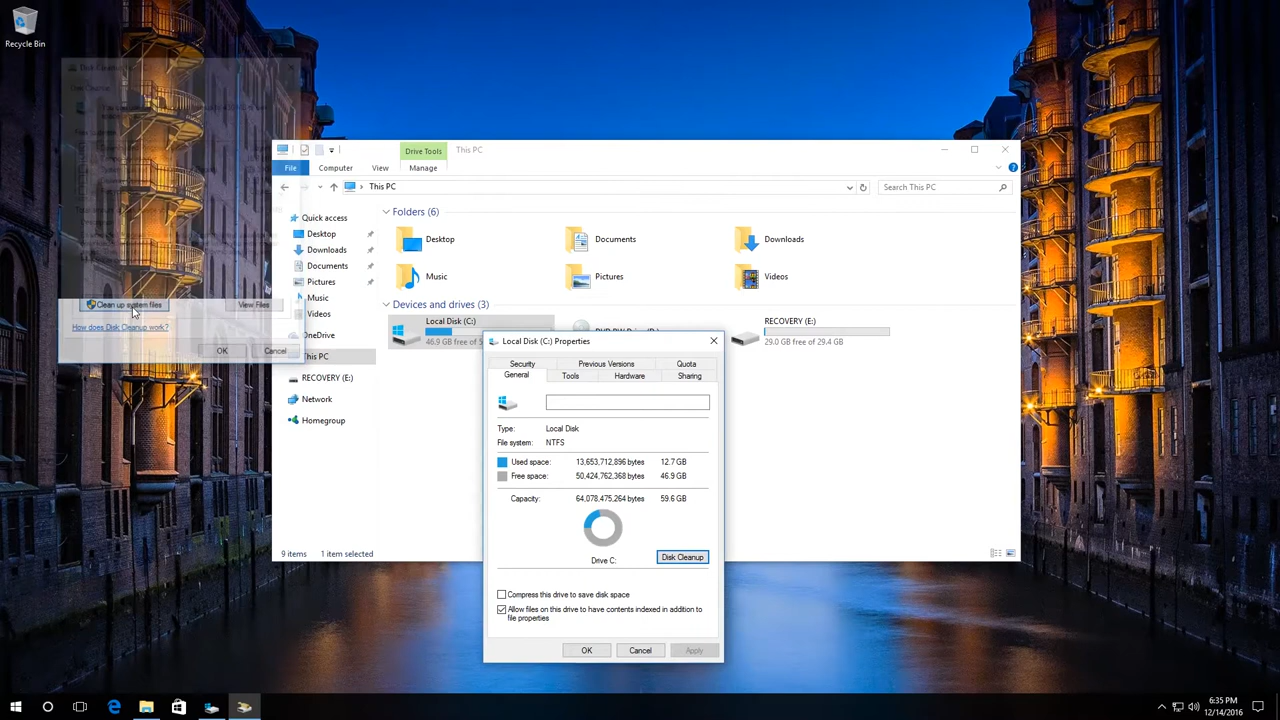 Recycle Bin
Disk Cleanup
Clean up system files
View Files
How does Disk Cleanup work?
OK
Cancel
Drive Tools
This PC
File
Computer
View
Manage
This PC
Search This PC
Quick access
Desktop
Downloads
Documents
Pictures
Music
Videos
OneDrive
This PC
RECOVERY (E:)
Network
Homegroup
Folders (6)
Desktop
Documents
Downloads
Music
Pictures
Videos
Devices and drives (3)
Local Disk (C:)
46.9 GB free of 5
RECOVERY (E:)
29.0 GB free of 29.4 GB
9 items
1 item selected
Local Disk (C:) Properties
Security
Previous Versions
Quota
General
Tools
Hardware
Sharing
Type:
Local Disk
File system:
NTFS
Used space:
13,653,712,896 bytes
12.7 GB
Free space:
50,424,762,368 bytes
46.9 GB
Capacity:
64,078,475,264 bytes
59.6 GB
Drive C:
Disk Cleanup
Compress this drive to save disk space
Allow files on this drive to have contents indexed in addition to
file properties
OK
Cancel
Apply
6:35 PM
12/14/2016